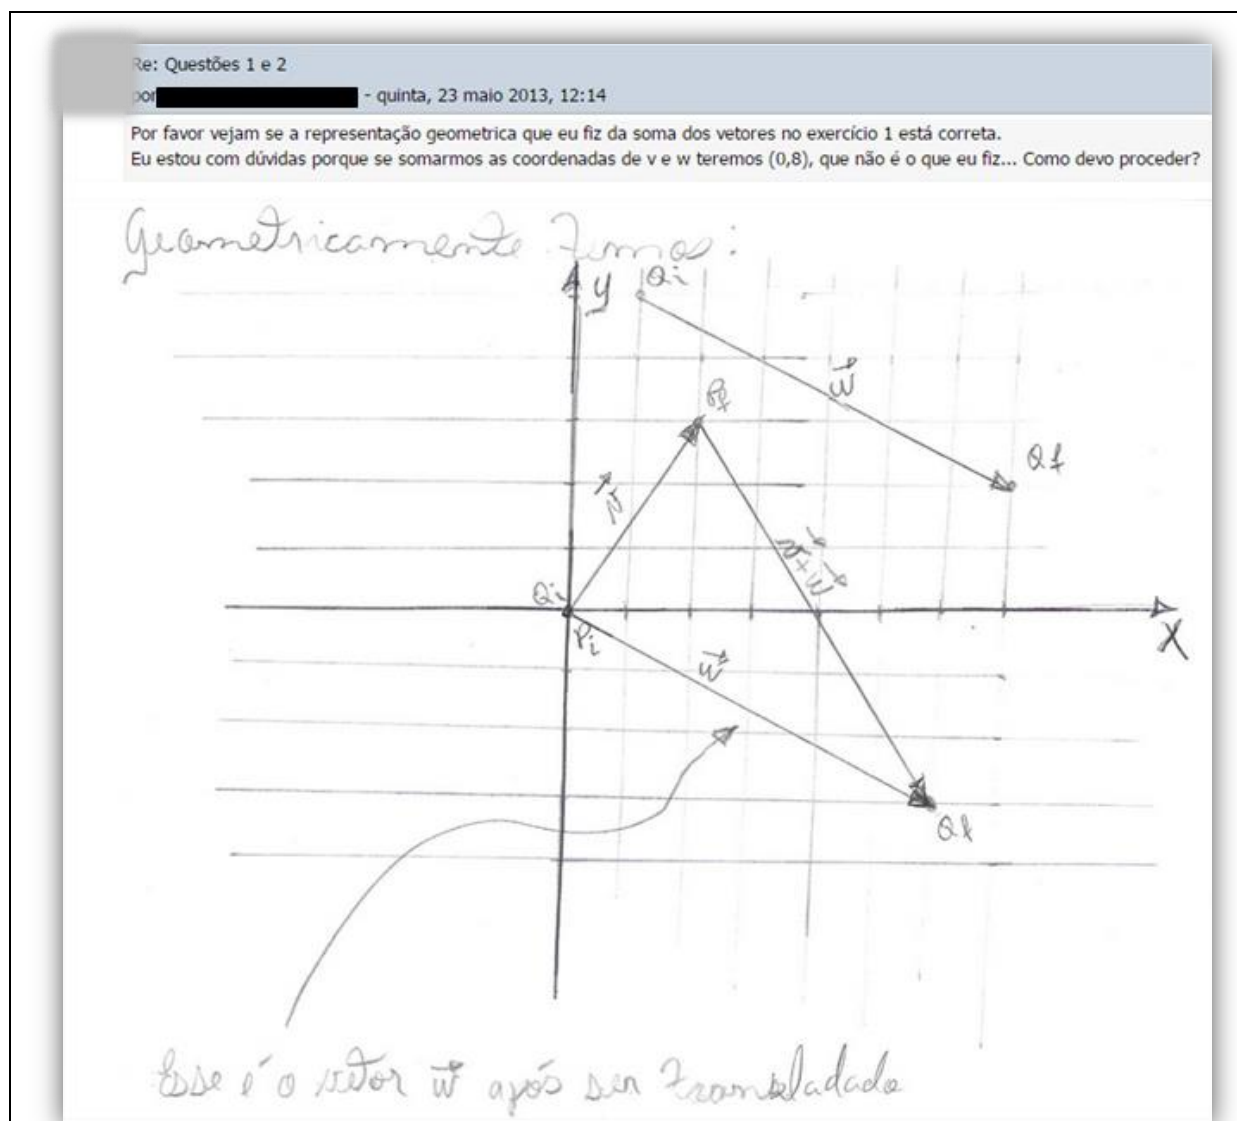 Re: Questões 1 e 2
por - quinta, 23 maio 2013, 12:14
Por favor vejam se a representação geometrica que eu fiz da soma dos vetores no exercício 1 está correta.
Eu estou com dúvidas porque se somarmos as coordenadas de v e w teremos (0,8), que não é o que eu fiz... Como devo proceder?
Geometricamente temos:
y
Qi
w
Pf
Qf
v
v+w
Qi
Pi
X
w
Qf
Esse é o vetor w após ser transladado